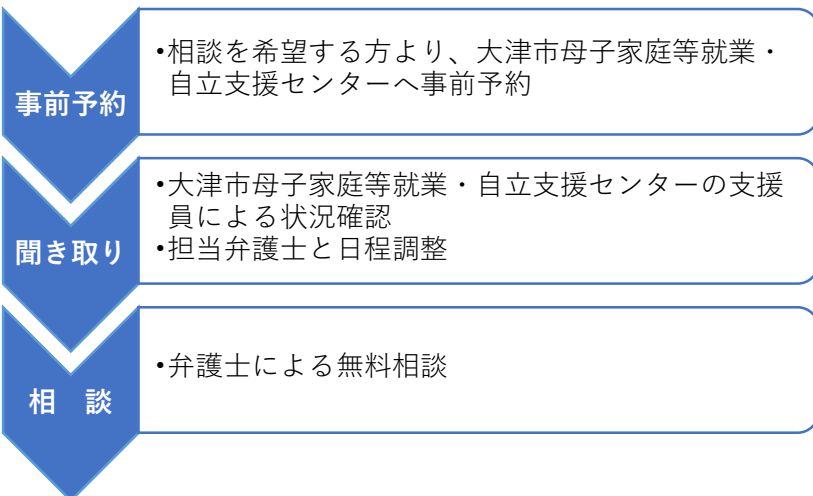 事前予約
•相談を希望する方より、大津市母子家庭等就業・
自立支援センターへ事前予約
聞き取り
•大津市母子家庭等就業・自立支援センターの支援
員による状況確認
•担当弁護士と日程調整
相　談
•弁護士による無料相談